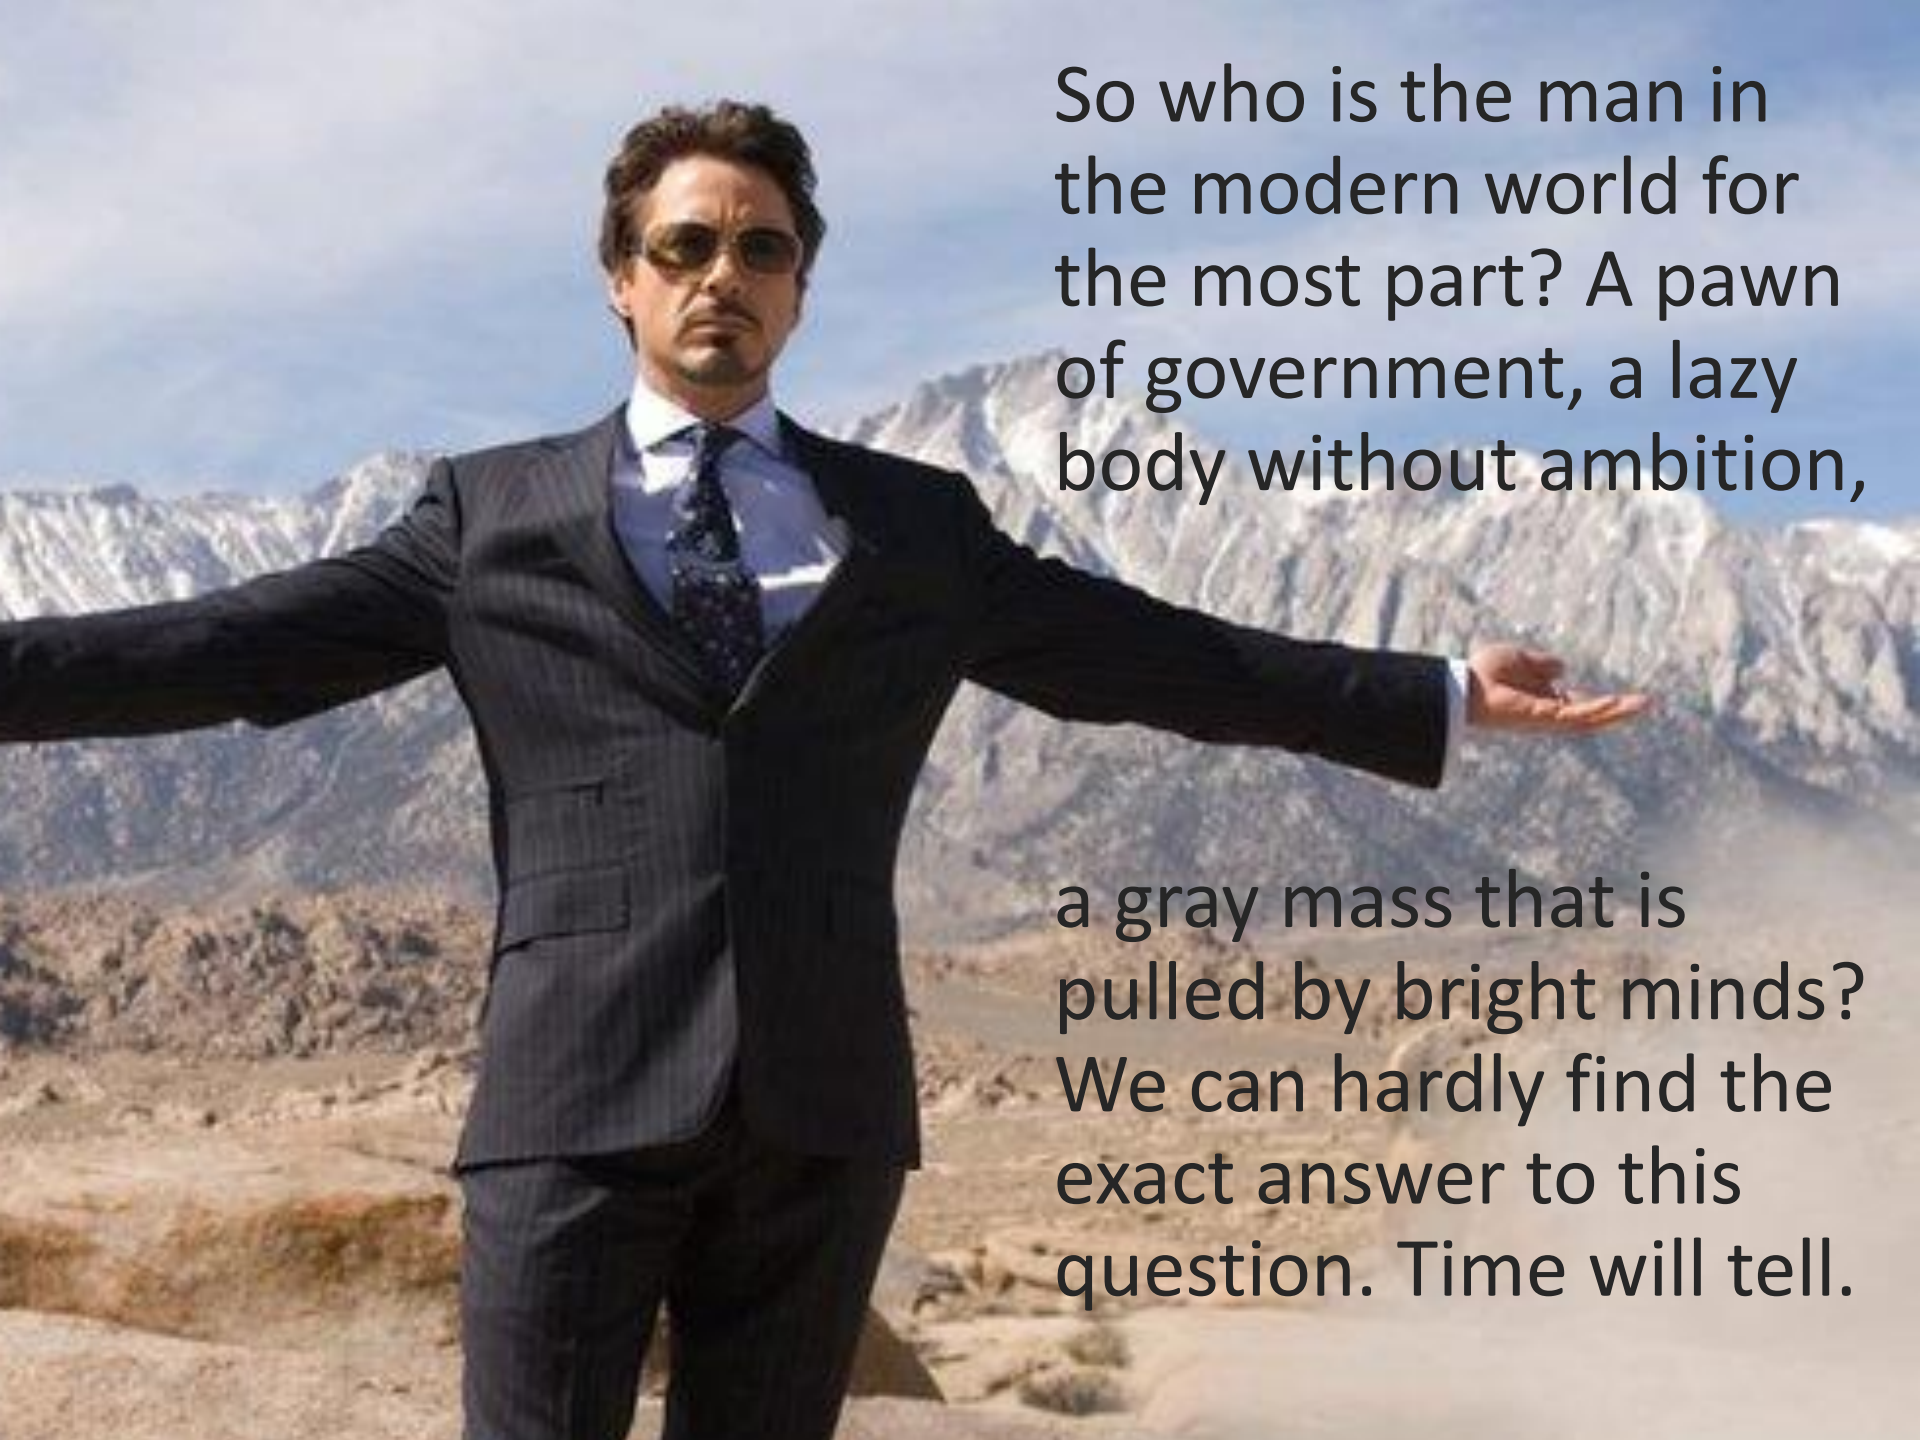 So who is the man in
the modern world for
the most part? A pawn
of government, a lazy
body without ambition,
a gray mass that is
pulled by bright minds?
We can hardly find the
exact answer to this
question. Time will tell.